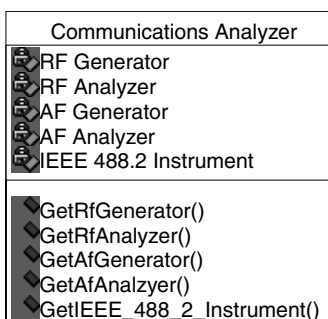 Communications Analyzer
RF Generator
RF Analyzer
AF Generator
AF Analyzer
IEEE 488.2 Instrument
GetRfGenerator()
GetRfAnalyzer()
GetAfGenerator()
GetAfAnalzyer()
GetIEEE_488_2_Instrument()